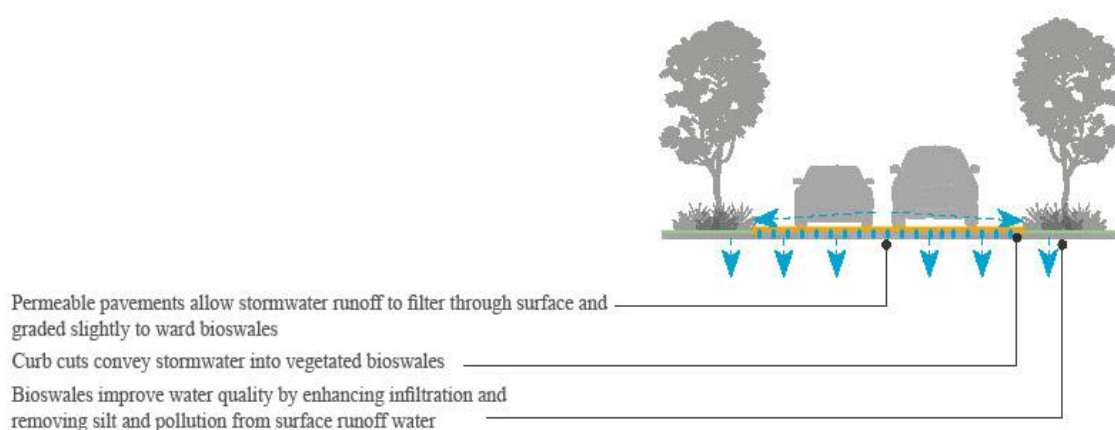 Permeable pavements allow stormwater runoff to filter through surface and
graded slightly to ward bioswales
Curb cuts convey stormwater into vegetated bioswales
Bioswales improve water quality by enhancing infiltration and
removing silt and pollution from surface runoff water